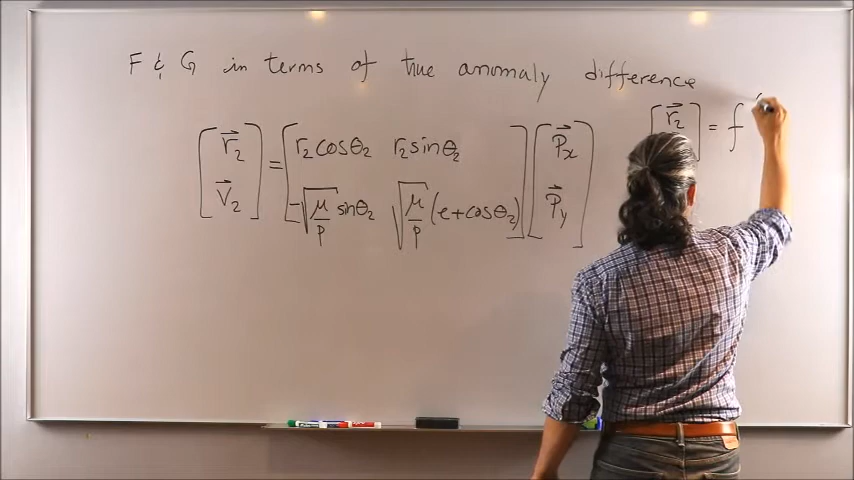 F & G in terms of true anomaly difference
[r⃗₂ V⃗₂] = [r₂cosθ₂ r₂sinθ₂ -√(μ/p) sinθ₂ √(μ/p)(e+cosθ₂)] [P⃗x P⃗y]
[r⃗₂ ] = f